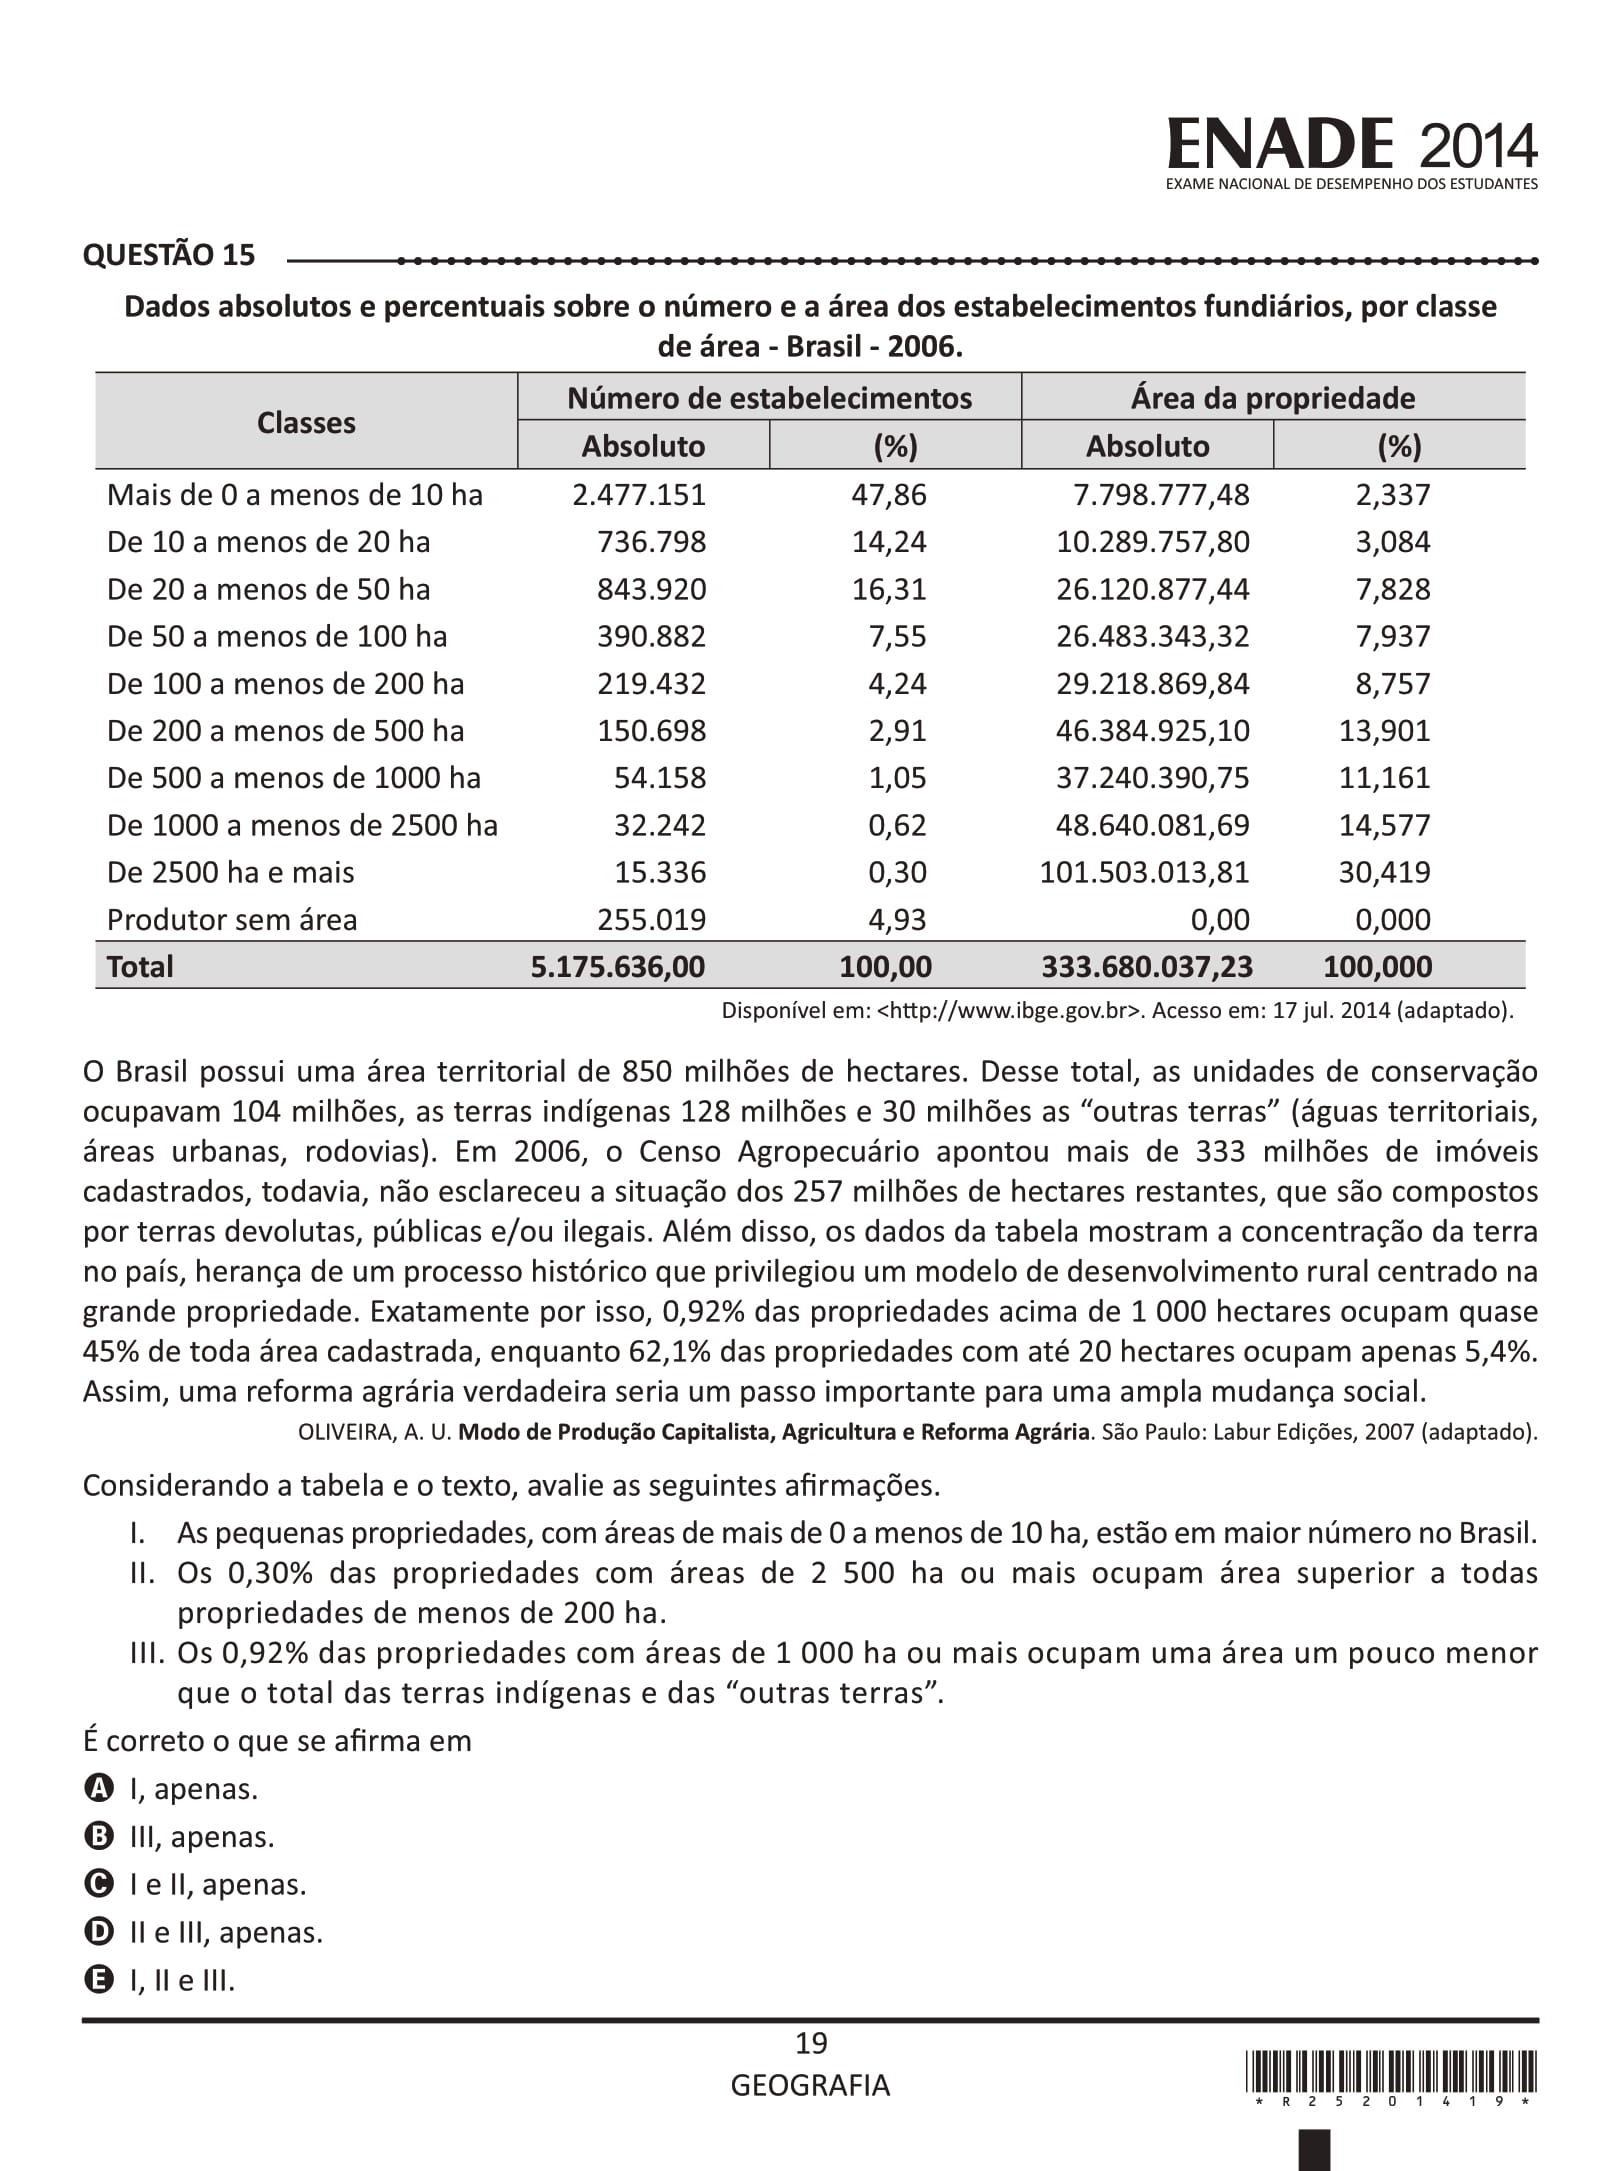 ENADE 2014
EXAME NACIONAL DE DESEMPENHO DOS ESTUDANTES
QUESTÃO 15
Dados absolutos e percentuais sobre o número e a área dos estabelecimentos fundiários, por classe
de área - Brasil - 2006.
Classes Número de estabelecimentos Área da propriedade
Absoluto (%) Absoluto (%)
Mais de 0 a menos de 10 ha 2.477.151 47,86 7.798.777,48 2,337
De 10 a menos de 20 ha 736.798 14,24 10.289.757,80 3,084
De 20 a menos de 50 ha 843.920 16,31 26.120.877,44 7,828
De 50 a menos de 100 ha 390.882 7,55 26.483.343,32 7,937
De 100 a menos de 200 ha 219.432 4,24 29.218.869,84 8,757
De 200 a menos de 500 ha 150.698 2,91 46.384.925,10 13,901
De 500 a menos de 1000 ha 54.158 1,05 37.240.390,75 11,161
De 1000 a menos de 2500 ha 32.242 0,62 48.640.081,69 14,577
De 2500 ha e mais 15.336 0,30 101.503.013,81 30,419
Produtor sem área 255.019 4,93 0,00 0,000
Total 5.175.636,00 100,00 333.680.037,23 100,000
Disponível em: <http://www.ibge.gov.br>. Acesso em: 17 jul. 2014 (adaptado).
O Brasil possui uma área territorial de 850 milhões de hectares. Desse total, as unidades de conservação
ocupavam 104 milhões, as terras indígenas 128 milhões e 30 milhões as “outras terras” (águas territoriais,
áreas urbanas, rodovias). Em 2006, o Censo Agropecuário apontou mais de 333 milhões de imóveis
cadastrados, todavia, não esclareceu a situação dos 257 milhões de hectares restantes, que são compostos
por terras devolutas, públicas e/ou ilegais. Além disso, os dados da tabela mostram a concentração da terra
no país, herança de um processo histórico que privilegiou um modelo de desenvolvimento rural centrado na
grande propriedade. Exatamente por isso, 0,92% das propriedades acima de 1 000 hectares ocupam quase
45% de toda área cadastrada, enquanto 62,1% das propriedades com até 20 hectares ocupam apenas 5,4%.
Assim, uma reforma agrária verdadeira seria um passo importante para uma ampla mudança social.
OLIVEIRA, A. U. Modo de Produção Capitalista, Agricultura e Reforma Agrária. São Paulo: Labur Edições, 2007 (adaptado).
Considerando a tabela e o texto, avalie as seguintes afirmações.
I. As pequenas propriedades, com áreas de mais de 0 a menos de 10 ha, estão em maior número no Brasil.
II. Os 0,30% das propriedades com áreas de 2 500 ha ou mais ocupam área superior a todas
propriedades de menos de 200 ha.
III. Os 0,92% das propriedades com áreas de 1 000 ha ou mais ocupam uma área um pouco menor
que o total das terras indígenas e das “outras terras”.
É correto o que se afirma em
A I, apenas.
B III, apenas.
C I e II, apenas.
D II e III, apenas.
E I, II e III.
19
GEOGRAFIA
*R25201419*